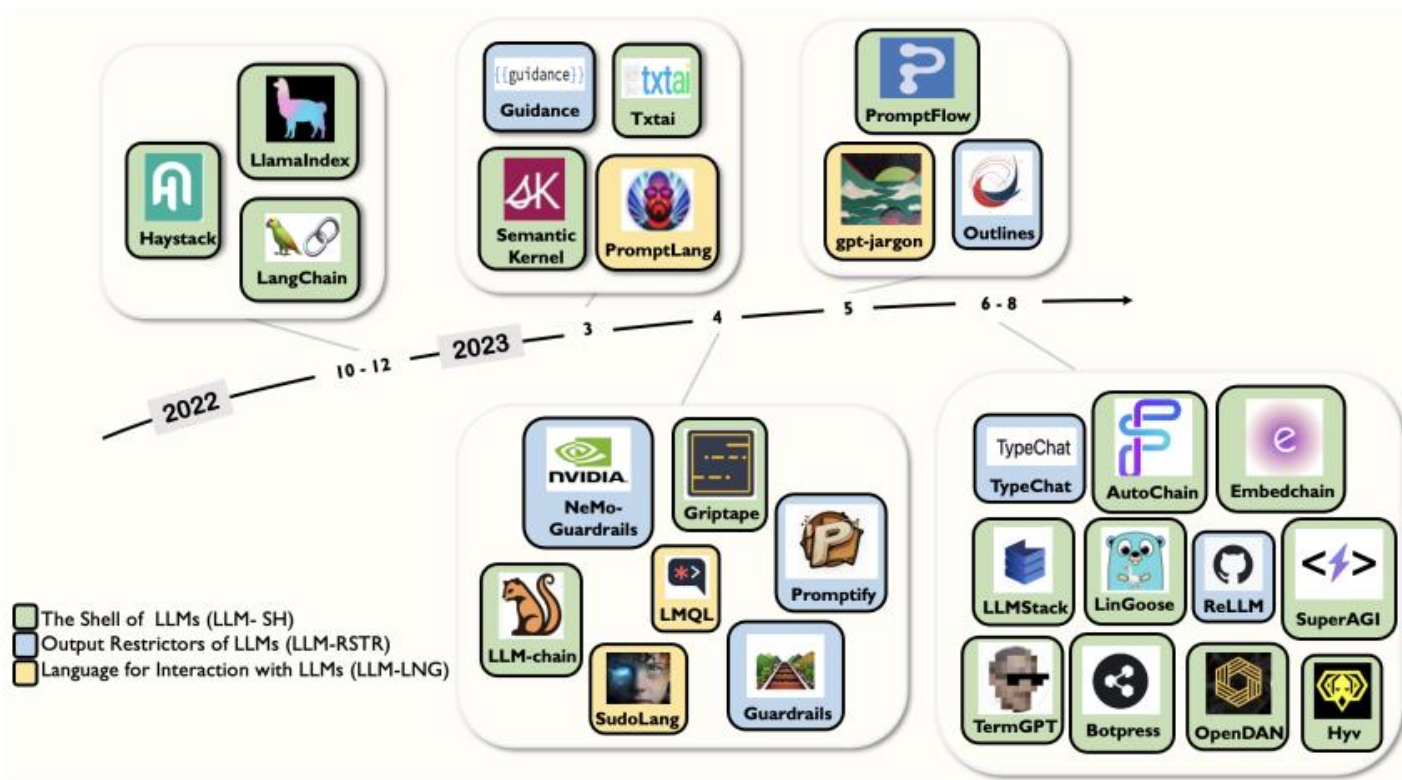 LlamaIndex
Haystack
LangChain
{{guidance}}
Guidance
txtai
Txtai
SK
Semantic
Kernel
PromptLang
PromptFlow
gpt-jargon
Outlines
2022
10 - 12
2023
3
4
5
6 - 8
NVIDIA.
NeMo-
Guardrails
Griptape
P
Promptify
LMQL
LLM-chain
SudoLang
Guardrails
TypeChat
TypeChat
AutoChain
e
Embedchain
LLMStack
LinGoose
ReLLM
SuperAGI
TermGPT
Botpress
OpenDAN
Hyv
The Shell of LLMs (LLM- SH)
Output Restrictors of LLMs (LLM-RSTR)
Language for Interaction with LLMs (LLM-LNG)